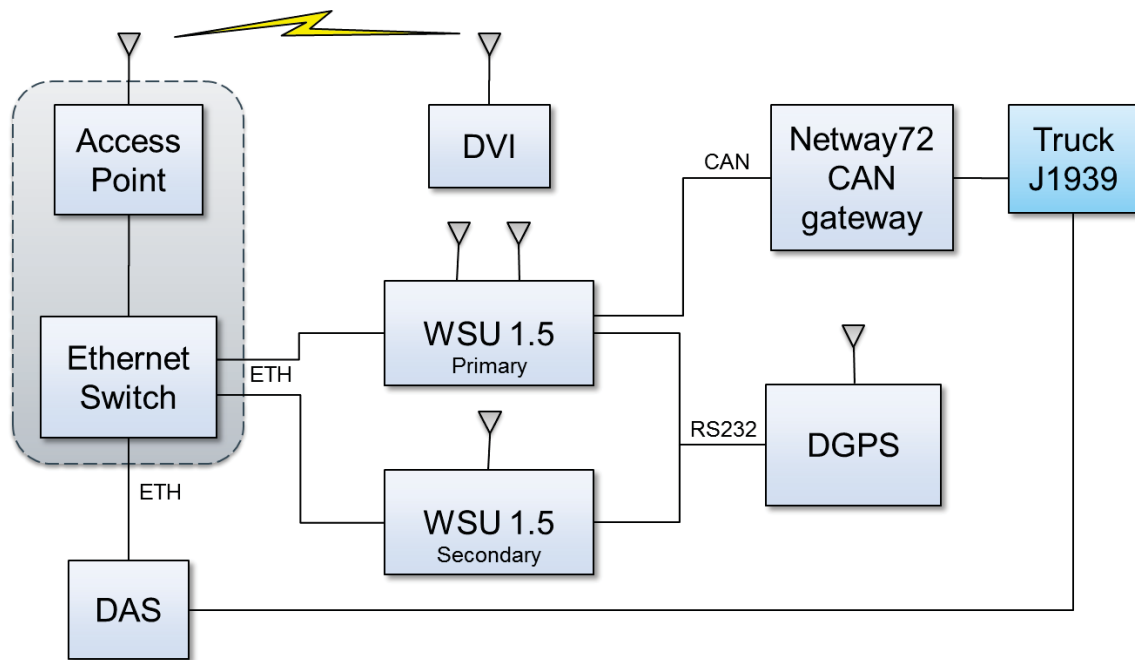 Access
Point
DVI
Netway72
CAN
gateway
Truck
J1939
CAN
WSU 1.5
Primary
Ethernet
Switch
ETH
RS232
DGPS
WSU 1.5
Secondary
ETH
DAS